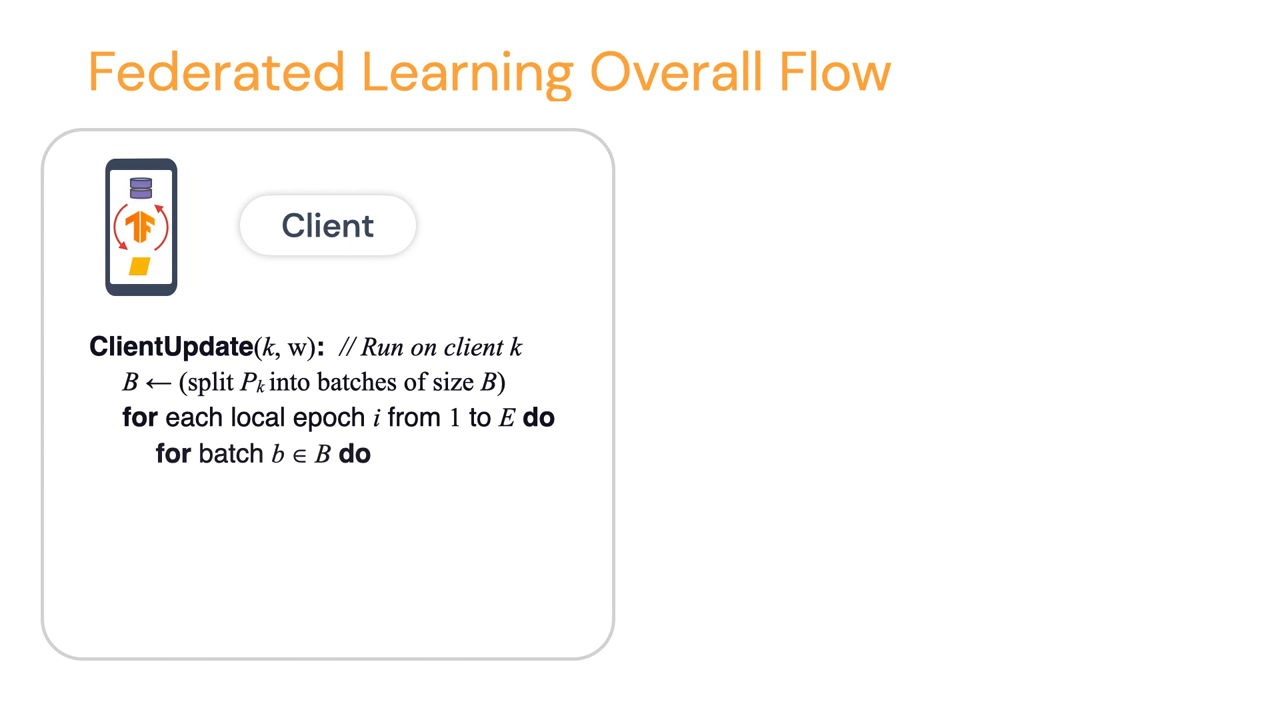 Federated Learning Overall Flow
Client
ClientUpdate(k, w): // Run on client k
B ← (split Pk into batches of size B)
for each local epoch i from 1 to E do
for batch b ∈ B do